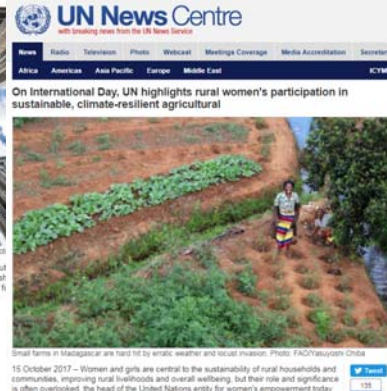 UN News Centre
with breaking news from the UN News Service
News Radio Television Photo Webcast Meetings Coverage Media Accreditation
Africa Americas Asia Pacific Europe Middle East
On International Day, UN highlights rural women's participation in
sustainable, climate-resilient agricultural
Small farms in Madagascar are hard hit by erratic weather and locust invasion. Photo: FAO/Yasuyoshi Chiba
15 October 2017 – Women and girls are central to the sustainability of rural households and
communities, improving rural livelihoods and overall wellbeing, but their role and significance
is often overlooked, the head of the United Nations entity for women's empowerment today
Tweet